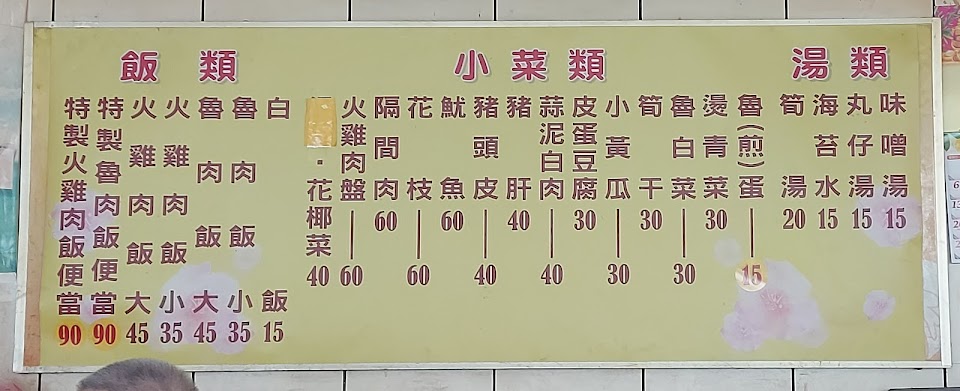 飯類
特製火雞肉飯便當 90
特製魯肉飯便當 90
火雞肉飯大 45
火雞肉飯小 35
魯肉飯大 45
魯肉飯小 35
白飯 15
小菜類
・花椰菜 40
火雞肉盤 60
隔間肉 60
花枝 60
魷魚 60
豬頭皮 40
豬肝 40
蒜泥白肉 40
皮蛋豆腐 30
小黃瓜 30
筍干 30
魯白菜 30
燙青菜 30
魯(煎)蛋 15
湯類
筍湯 20
海苔水 15
丸仔湯 15
味噌湯 15